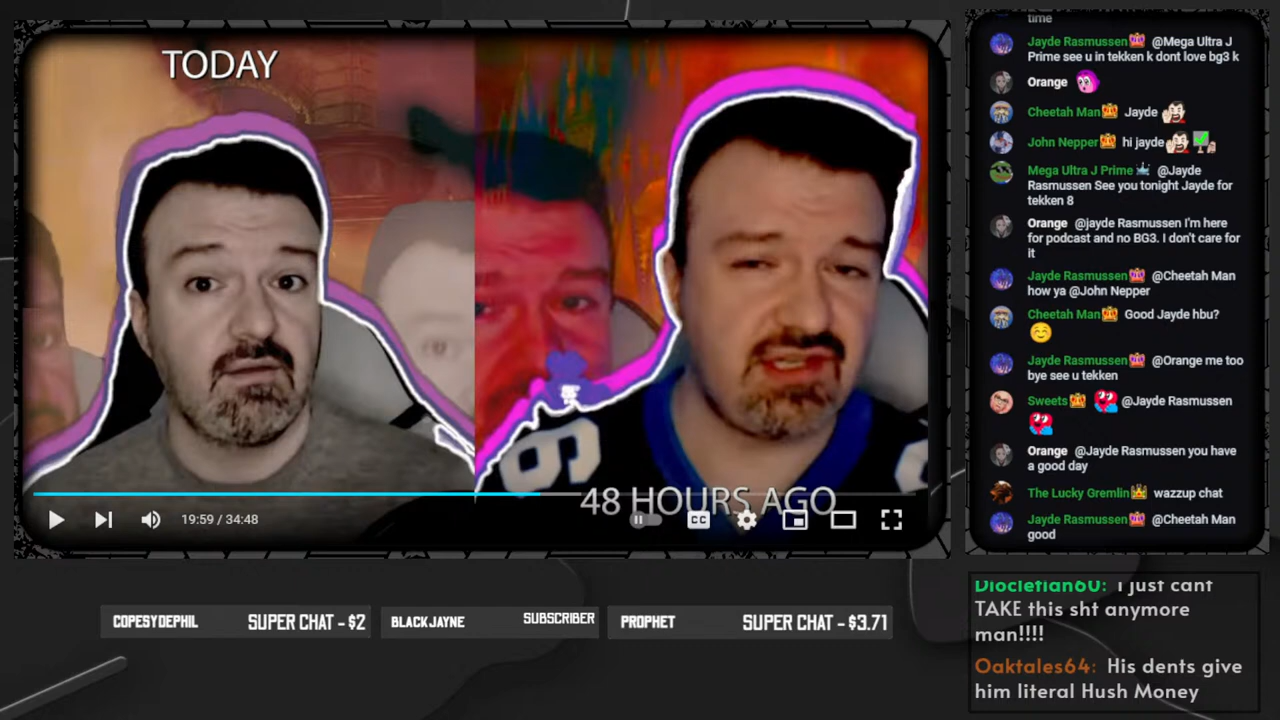 TODAY
48 HOURS AGO
19:59 / 34:48
CC
time
Jayde Rasmussen @Mega Ultra J
Prime see u in tekken k dont love bg3 k
Orange
Cheetah Man Jayde
John Nepper hi jayde
Mega Ultra J Prime @Jayde
Rasmussen See you tonight Jayde for
tekken 8
Orange @jayde Rasmussen I'm here
for podcast and no BG3. I don't care for
it
Jayde Rasmussen @Cheetah Man
how ya @John Nepper
Cheetah Man Good Jayde hbu?
Jayde Rasmussen @Orange me too
bye see u tekken
Sweets @Jayde Rasmussen
Orange @Jayde Rasmussen you have
a good day
The Lucky Gremlin wazzup chat
Jayde Rasmussen @Cheetah Man
good
COPESYDEPHIL SUPER CHAT - $2
BLACKJAYNE SUBSCRIBER
PROPHET SUPER CHAT - $3.71
Diocletian60: i just cant
TAKE this sht anymore
man!!!!
Oaktales64: His dents give
him literal Hush Money